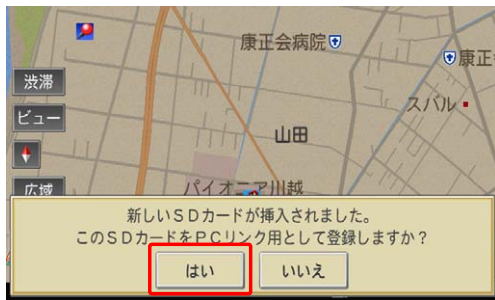 康正会病院
康正
渋滞
スバル
ビュー
山田
広域
パイオニア川越
新しいSDカードが挿入されました。
このSDカードをPCリンク用として登録しますか？
はい
いいえ